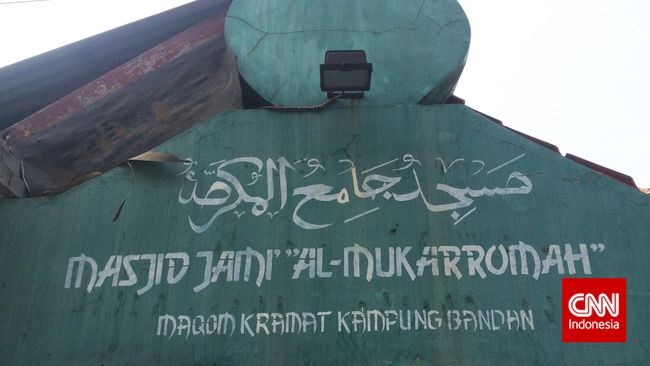 مسجد جامع المكرمة
MASJID JAMI' "AL-MUKARROMAH"
MAQOM KRAMAT KAMPUNG BANDAN
CNN
Indonesia